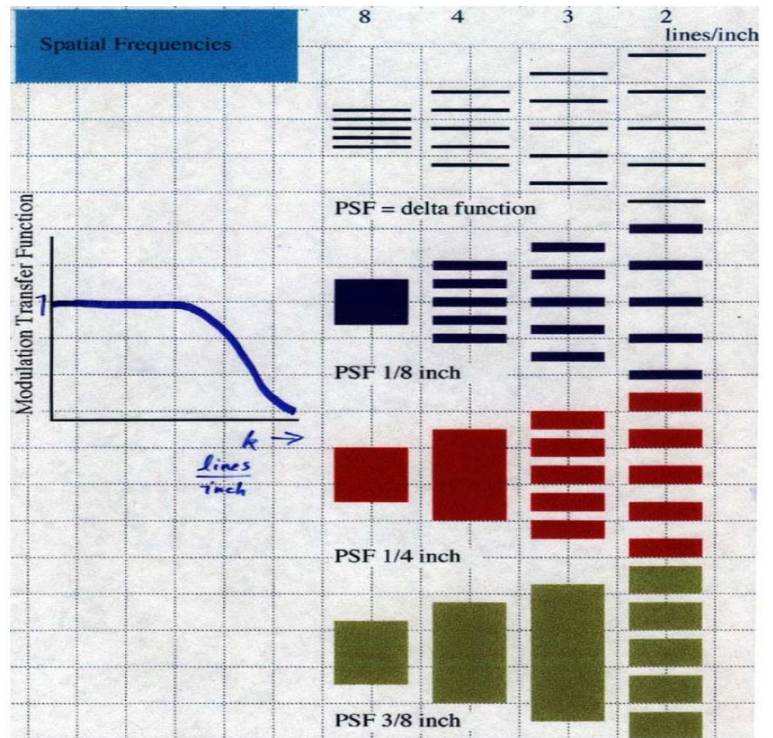 8 4 3 2
lines/inch
Spatial Frequencies
PSF = delta function
Modulation Transfer Function
1
PSF 1/8 inch
k →
lines
inch
PSF 1/4 inch
PSF 3/8 inch